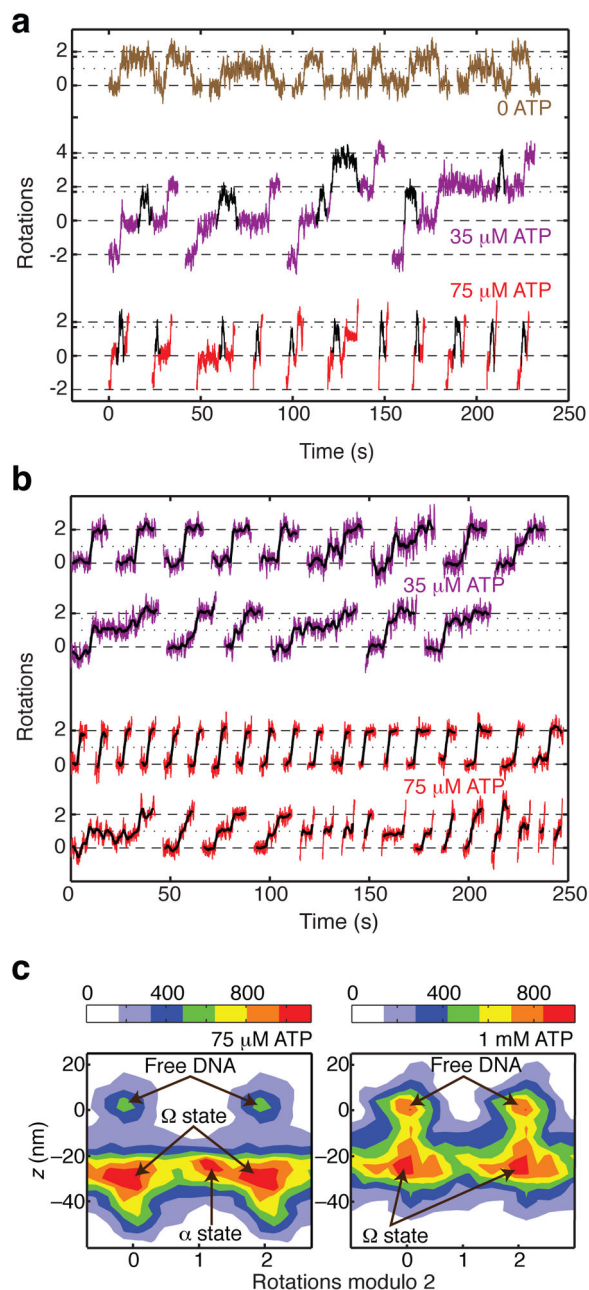 a
2
0
0 ATP
4
2
0
-2
35 μM ATP
75 μM ATP
2
0
-2
Rotations
0 50 100 150 200 250
Time (s)
b
2
0
35 μM ATP
2
0
2
0
75 μM ATP
2
0
Rotations
0 50 100 150 200 250
Time (s)
c
0 400 800
75 μM ATP
0 400 800
1 mM ATP
20
0
−20
−40
z (nm)
Free DNA
Ω state
α state
0 1 2
20
0
−20
−40
Free DNA
Ω state
0 1 2
Rotations modulo 2